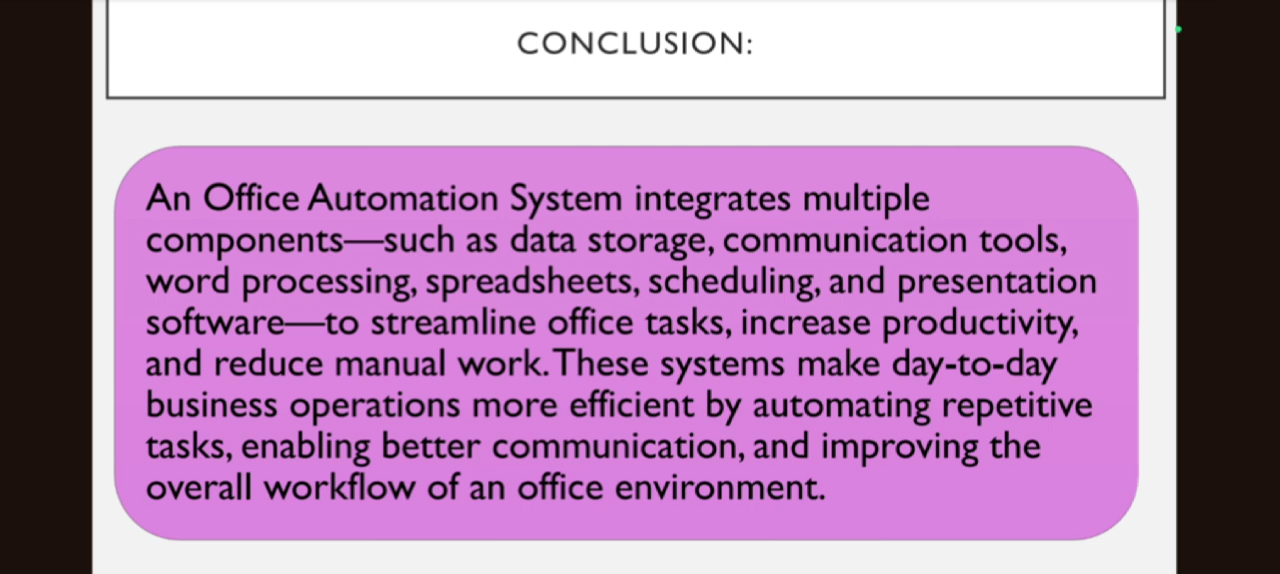 CONCLUSION:
An Office Automation System integrates multiple
components—such as data storage, communication tools,
word processing, spreadsheets, scheduling, and presentation
software—to streamline office tasks, increase productivity,
and reduce manual work. These systems make day-to-day
business operations more efficient by automating repetitive
tasks, enabling better communication, and improving the
overall workflow of an office environment.